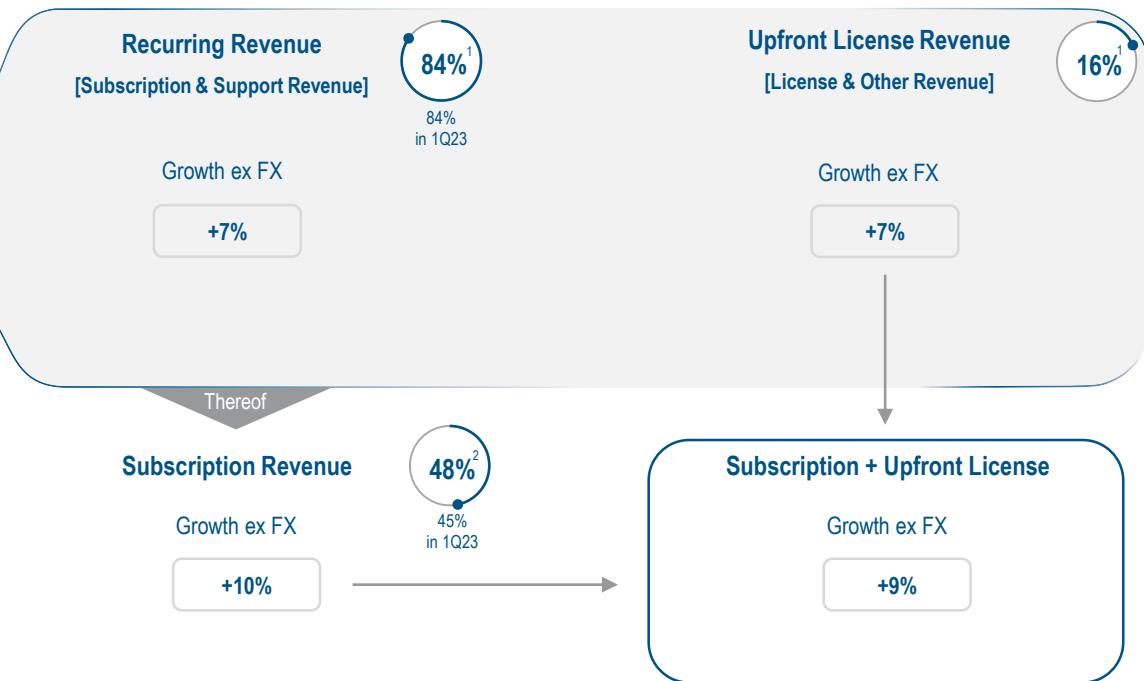 Recurring Revenue
[Subscription & Support Revenue]
84%1
84%
in 1Q23
Growth ex FX
+7%
Upfront License Revenue
[License & Other Revenue]
16%1
Growth ex FX
+7%
Thereof
Subscription Revenue
48%2
45%
in 1Q23
Growth ex FX
+10%
Subscription + Upfront License
Growth ex FX
+9%